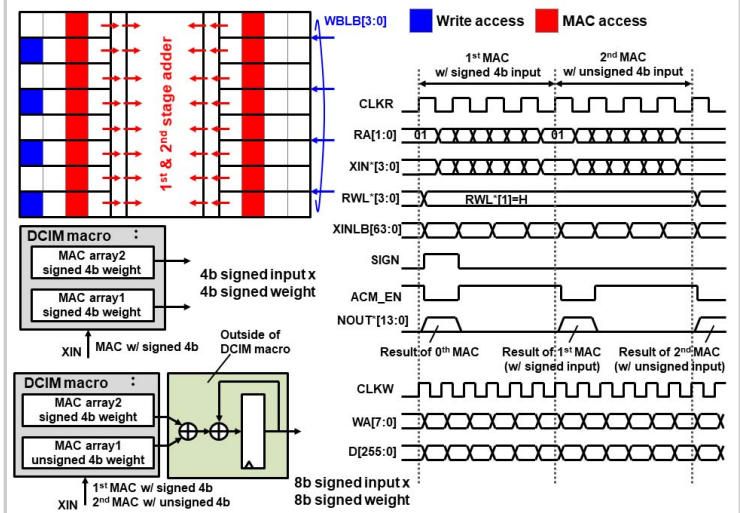 WBLB[3:0]
1st & 2nd stage adder
Write access
MAC access
1st MAC
w/ signed 4b input
2nd MAC
w/ unsigned 4b input
CLKR
RA[1:0]
01
01
XIN*[3:0]
RWL*[3:0]
RWL*[1]=H
XINLB[63:0]
SIGN
ACM_EN
NOUT*[13:0]
Result of 0th MAC
Result of 1st MAC
(w/ signed input)
Result of 2nd MAC
(w/ unsigned input)
CLKW
WA[7:0]
D[255:0]
DCIM macro :
MAC array2
signed 4b weight
MAC array1
signed 4b weight
4b signed input x
4b signed weight
XIN
MAC w/ signed 4b
Outside of
DCIM macro
DCIM macro :
MAC array2
signed 4b weight
MAC array1
unsigned 4b weight
XIN
1st MAC w/ signed 4b
2nd MAC w/ unsigned 4b
8b signed input x
8b signed weight